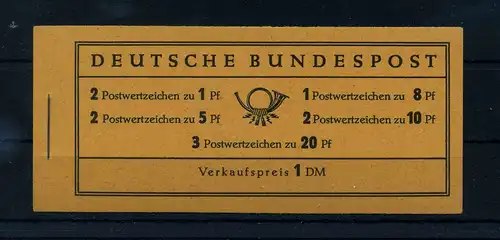 DEUTSCHE BUNDESPOST
2 Postwertzeichen zu 1 Pf 1 Postwertzeichen zu 8 Pf
2 Postwertzeichen zu 5 Pf 2 Postwertzeichen zu 10 Pf
3 Postwertzeichen zu 20 Pf
Verkaufspreis 1 DM